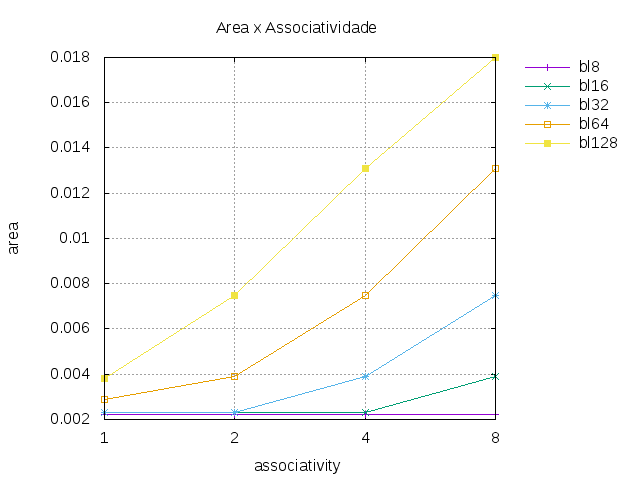 Area x Associatividade
0.018
0.016
0.014
0.012
0.01
0.008
0.006
0.004
0.002
1 2 4 8
area
associativity
bl8
bl16
bl32
bl64
bl128